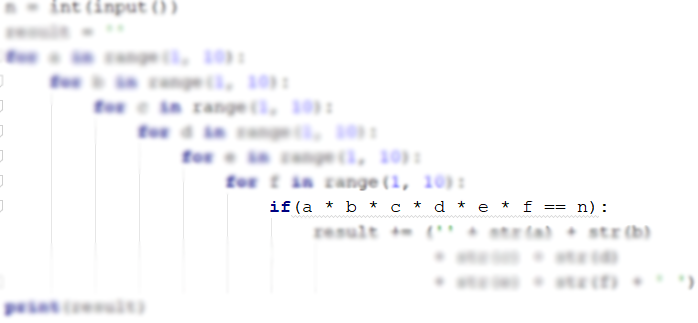 n = int(input())
result = ''
for a in range(1, 10):
for b in range(1, 10):
for c in range(1, 10):
for d in range(1, 10):
for e in range(1, 10):
for f in range(1, 10):
if(a * b * c * d * e * f == n):
result += ('' + str(a) + str(b)
+ str(c) + str(d)
+ str(e) + str(f) + ' ')
print(result)